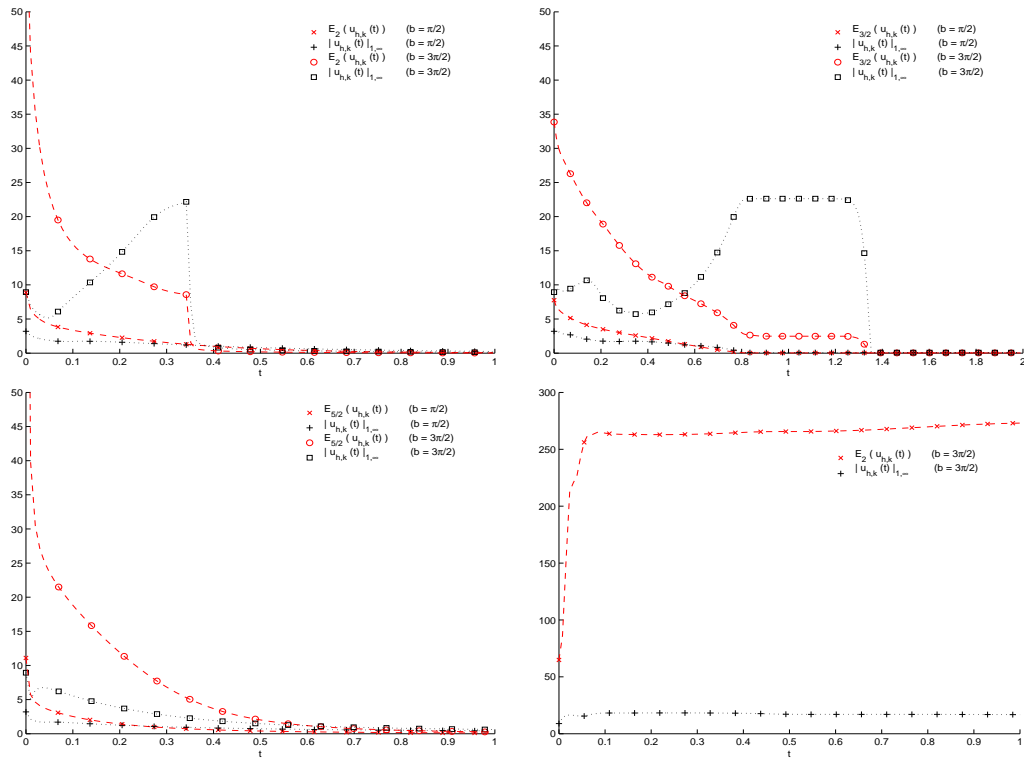 50
45
40
35
30
25
20
15
10
5
0
0 0.1 0.2 0.3 0.4 0.5 0.6 0.7 0.8 0.9 1
t
E_2 ( u_{h,k} (t) ) (b = π/2)
| u_{h,k} (t) |_{1,∞} (b = π/2)
E_2 ( u_{h,k} (t) ) (b = 3π/2)
| u_{h,k} (t) |_{1,∞} (b = 3π/2)
50
45
40
35
30
25
20
15
10
5
0
0 0.2 0.4 0.6 0.8 1 1.2 1.4 1.6 1.8 2
t
E_{3/2} ( u_{h,k} (t) ) (b = π/2)
| u_{h,k} (t) |_{1,∞} (b = π/2)
E_{3/2} ( u_{h,k} (t) ) (b = 3π/2)
| u_{h,k} (t) |_{1,∞} (b = 3π/2)
50
45
40
35
30
25
20
15
10
5
0
0 0.1 0.2 0.3 0.4 0.5 0.6 0.7 0.8 0.9 1
t
E_{5/2} ( u_{h,k} (t) ) (b = π/2)
| u_{h,k} (t) |_{1,∞} (b = π/2)
E_{5/2} ( u_{h,k} (t) ) (b = 3π/2)
| u_{h,k} (t) |_{1,∞} (b = 3π/2)
300
250
200
150
100
50
0
0 0.1 0.2 0.3 0.4 0.5 0.6 0.7 0.8 0.9 1
t
E_2 ( u_{h,k} (t) ) (b = 3π/2)
| u_{h,k} (t) |_{1,∞} (b = 3π/2)